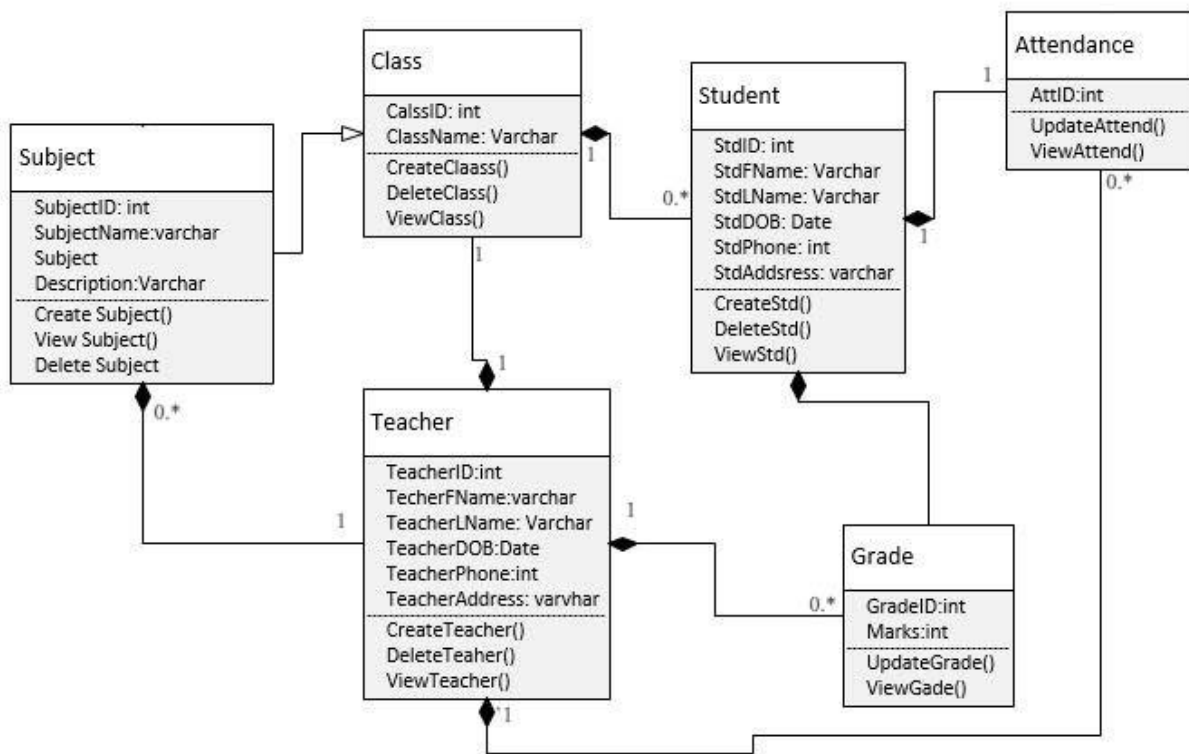 Class
CalssID: int
ClassName: Varchar
CreateClaass()
DeleteClass()
ViewClass()
1
1
Subject
SubjectID: int
SubjectName:varchar
Subject
Description:Varchar
Create Subject()
View Subject()
Delete Subject
0.*
1
Student
StdID: int
StdFName: Varchar
StdLName: Varchar
StdDOB: Date
StdPhone: int
StdAddsress: varchar
CreateStd()
DeleteStd()
ViewStd()
0.*
1
Attendance
AttID:int
UpdateAttend()
ViewAttend()
1
0.*
Teacher
TeacherID:int
TecherFName:varchar
TeacherLName: Varchar
TeacherDOB:Date
TeacherPhone:int
TeacherAddress: varvhar
CreateTeacher()
DeleteTeaher()
ViewTeacher()
1
1
'1
Grade
GradeID:int
Marks:int
UpdateGrade()
ViewGade()
0.*